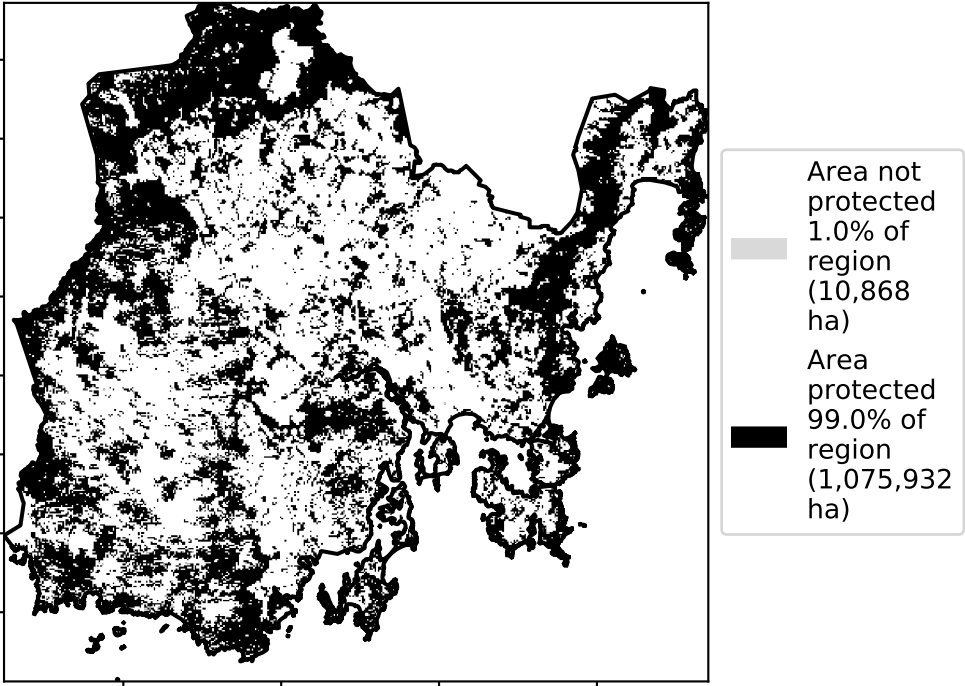 Area not
protected
1.0% of
region
(10,868
ha)
Area
protected
99.0% of
region
(1,075,932
ha)